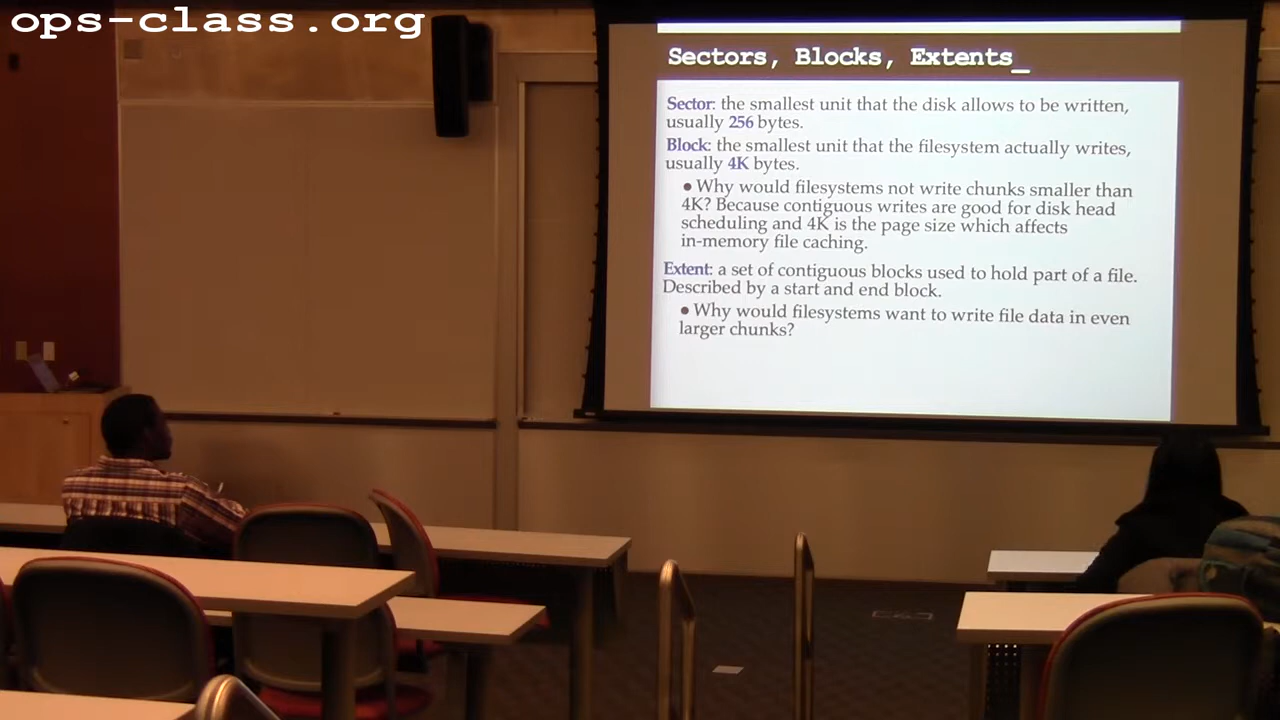 ops-class.org
Sectors, Blocks, Extents_
Sector: the smallest unit that the disk allows to be written,
usually 256 bytes.
Block: the smallest unit that the filesystem actually writes,
usually 4K bytes.
• Why would filesystems not write chunks smaller than
4K? Because contiguous writes are good for disk head
scheduling and 4K is the page size which affects
in-memory file caching.
Extent: a set of contiguous blocks used to hold part of a file.
Described by a start and end block.
• Why would filesystems want to write file data in even
larger chunks?